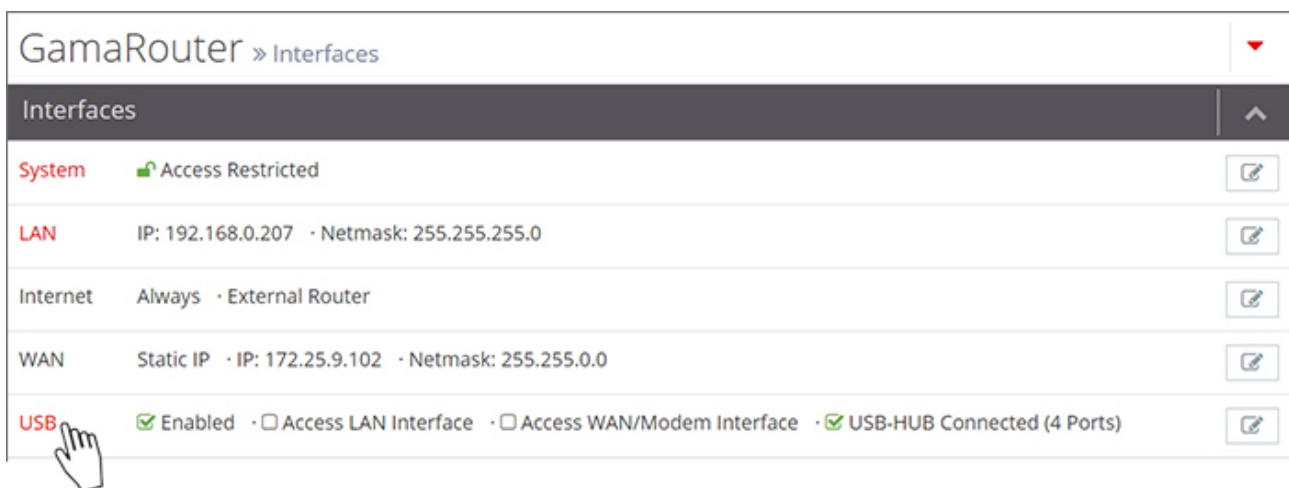 GamaRouter » Interfaces
Interfaces
System Access Restricted
LAN IP: 192.168.0.207 · Netmask: 255.255.255.0
Internet Always · External Router
WAN Static IP · IP: 172.25.9.102 · Netmask: 255.255.0.0
USB Enabled · Access LAN Interface · Access WAN/Modem Interface · USB-HUB Connected (4 Ports)